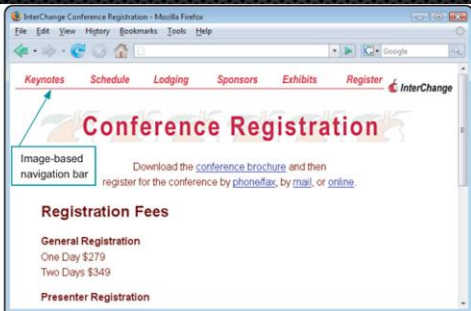 InterChange Conference Registration - Mozilla Firefox
File Edit View History Bookmarks Tools Help
Google
Keynotes Schedule Lodging Sponsors Exhibits Register InterChange
Conference Registration
Image-based
navigation bar
Download the conference brochure and then
register for the conference by phone/fax, by mail, or online.
Registration Fees
General Registration
One Day $279
Two Days $349
Presenter Registration